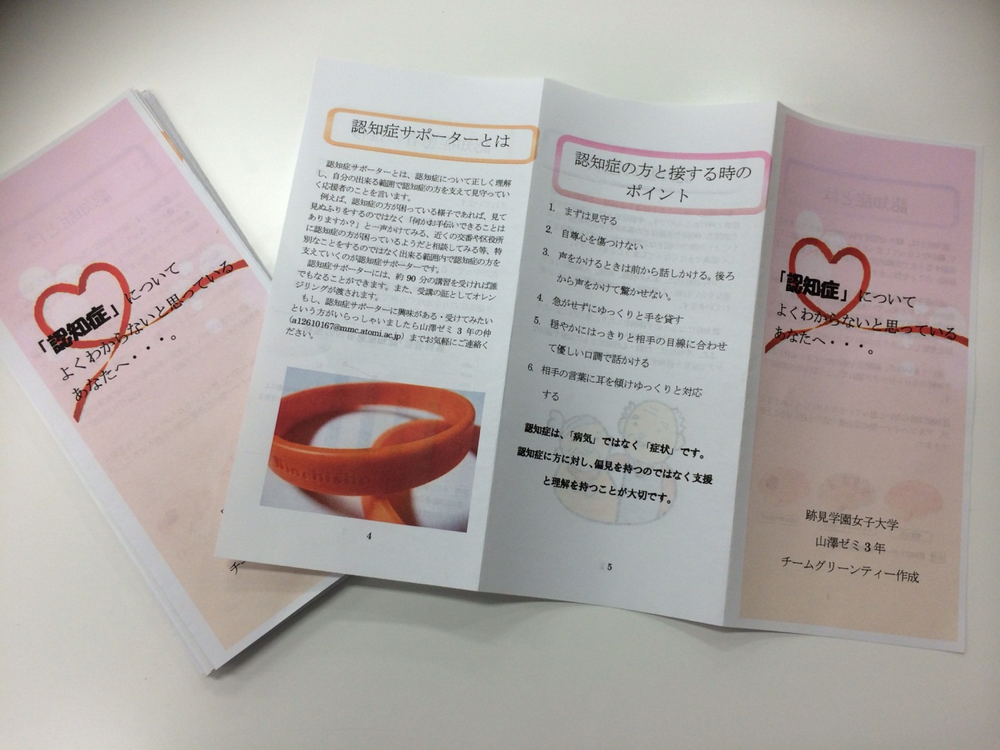 「認知症」について
よくわからないと思っている
あなたへ・・・。
認知症サポーターとは
認知症サポーターとは、認知症について正しく理解
し、自分の出来る範囲で認知症の方を支えて見守ってい
く応援者のことを言います。
例えば、認知症の方が困っている様子であれば、見て
見ぬふりをするのではなく「何かお手伝いできることは
ありますか？」と一声かけてみる、近くの交番や区役所
に認知症の方が困っているようだと相談してみる等、特
別なことをするのではなく出来る範囲内で認知症の方を
支えていくのが認知症サポーターです。
認知症サポーターには、約 90 分の講習を受ければ誰
でもなることができます。また、受講の証としてオレン
ジリングが渡されます。
もし、認知症サポーターに興味がある・受けてみたい
という方がいらっしゃいましたら山澤ゼミ 3 年の仲
（a12610167@mmc.atomi.ac.jp）までお気軽にご連絡く
ださい。
4
認知症の方と接する時の
ポイント
1. まずは見守る
2. 自尊心を傷つけない
3. 声をかけるときは前から話しかける。後ろ
から声をかけて驚かせない。
4. 急がせずにゆっくりと手を貸す
5. 穏やかにはっきりと相手の目線に合わせ
て優しい口調で話かける
6. 相手の言葉に耳を傾けゆっくりと対応
する
認知症は、「病気」ではなく「症状」です。
認知症に方に対し、偏見を持つのではなく支援
と理解を持つことが大切です。
5
「認知症」について
よくわからないと思っている
あなたへ・・・。
跡見学園女子大学
山澤ゼミ 3 年
チームグリーンティー作成